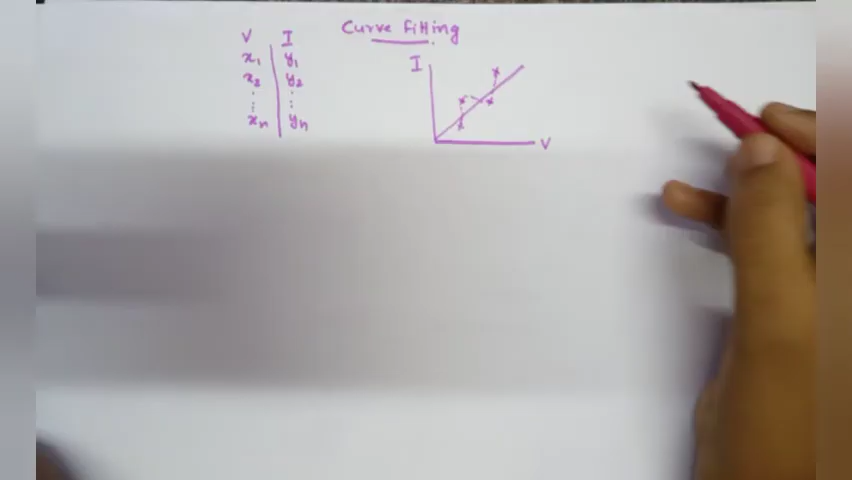 Curve fitting
V I
x1 y1
x2 y2
⋮ ⋮
xn yn
I
V